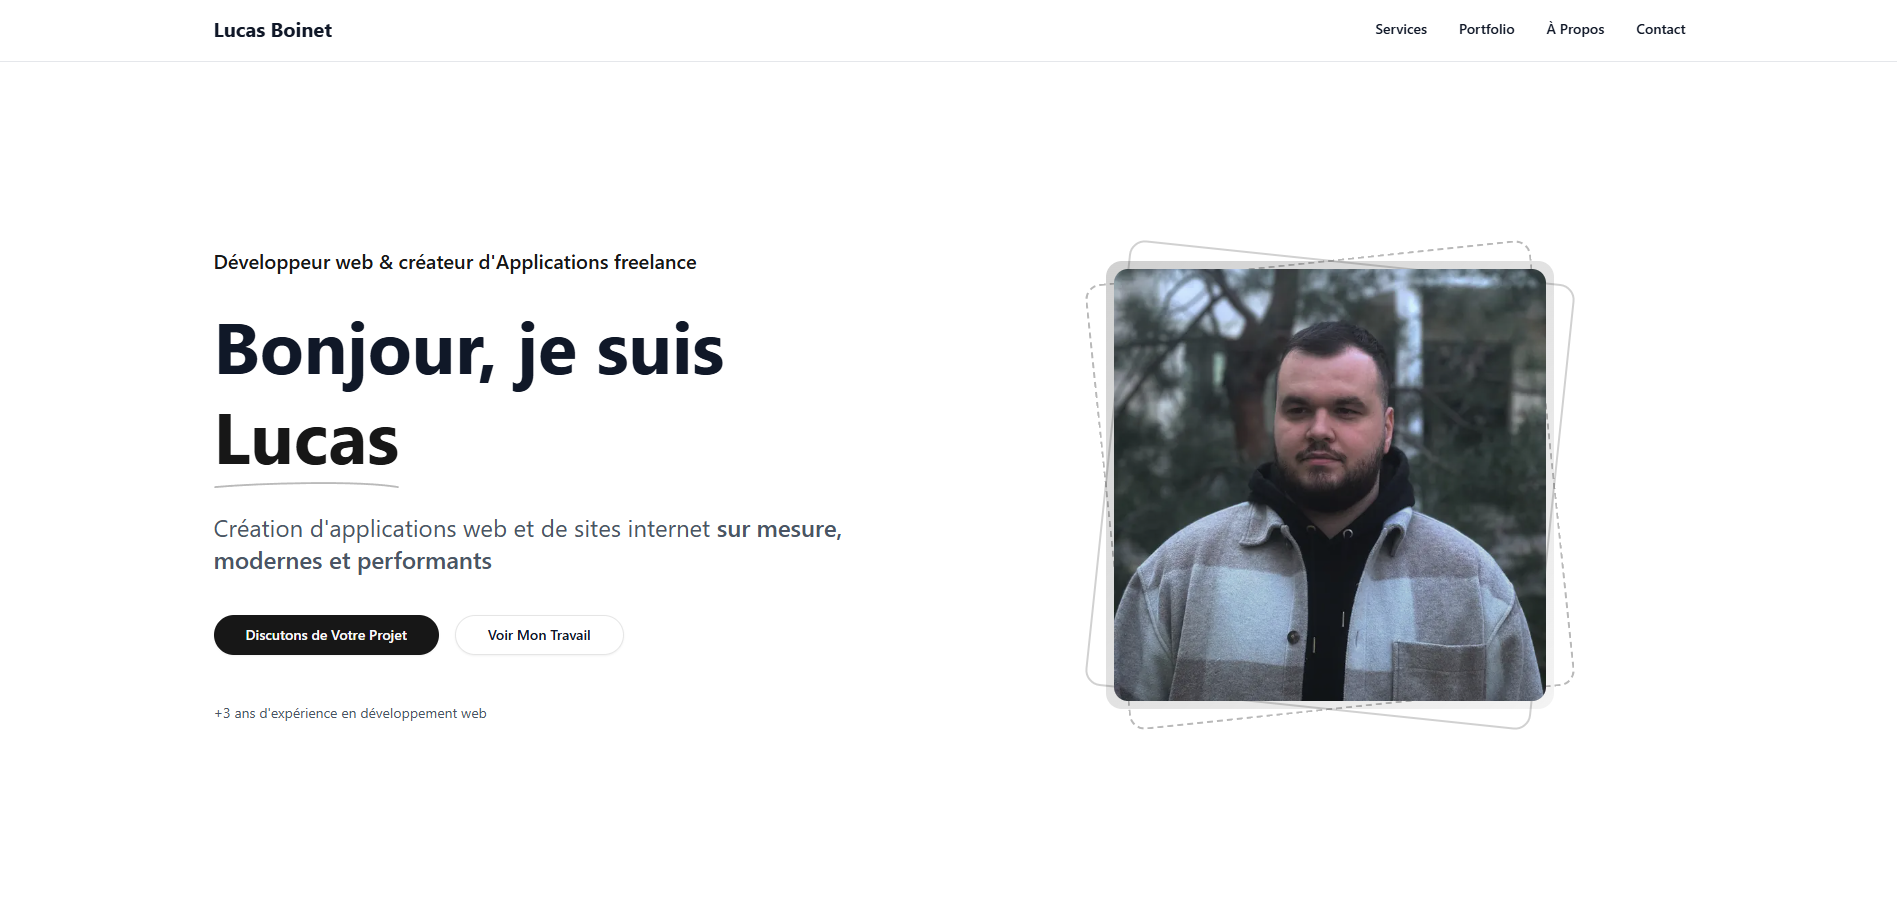 Lucas Boinet
Services
Portfolio
À Propos
Contact
Développeur web & créateur d'Applications freelance
Bonjour, je suis
Lucas
Création d'applications web et de sites internet sur mesure,
modernes et performants
Discutons de Votre Projet
Voir Mon Travail
+3 ans d'expérience en développement web